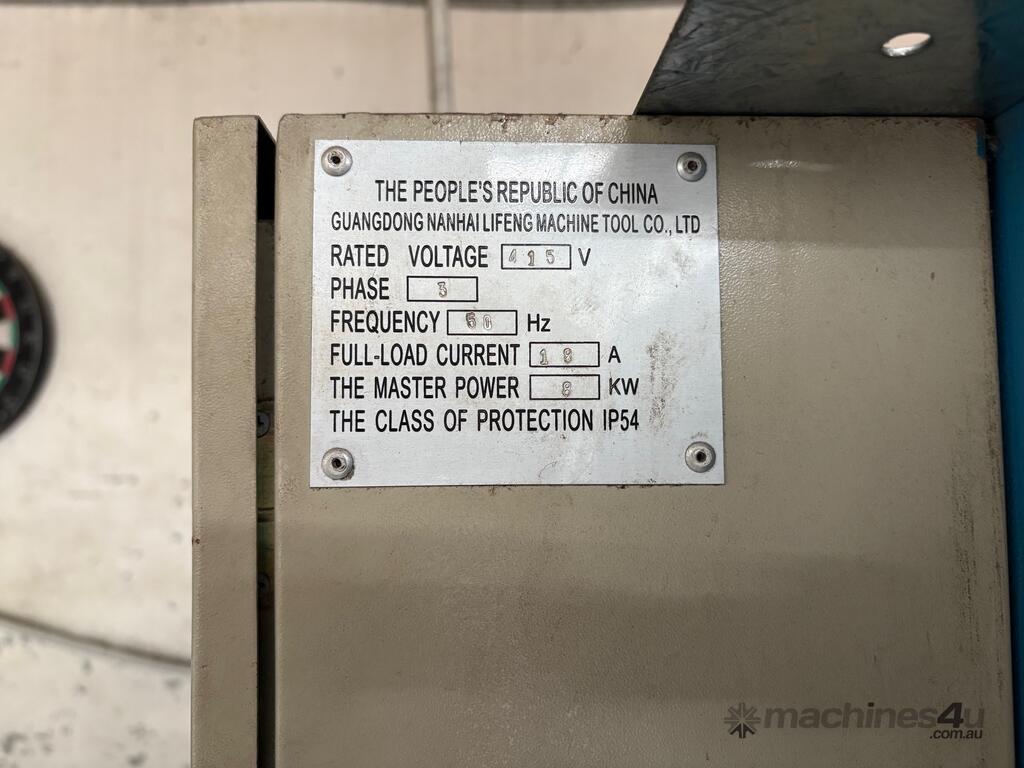 THE PEOPLE'S REPUBLIC OF CHINA
GUANGDONG NANHAI LIFENG MACHINE TOOL CO., LTD
RATED VOLTAGE 415 V
PHASE 3
FREQUENCY 50 Hz
FULL-LOAD CURRENT 18 A
THE MASTER POWER 8 KW
THE CLASS OF PROTECTION IP54
machines4u
.com.au